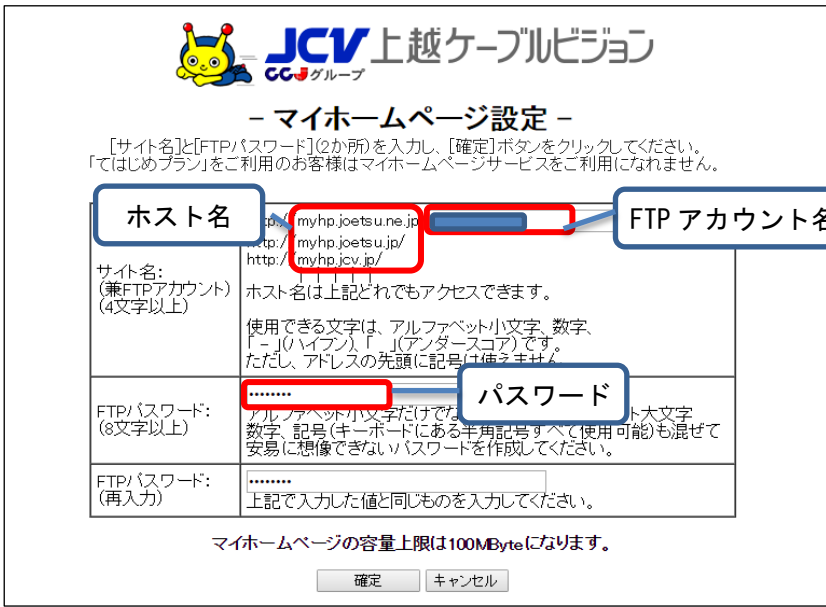 JCV上越ケーブルビジョン
CCJグループ
－マイホームページ設定－
[サイト名]と[FTPパスワード](2か所)を入力し、[確定]ボタンをクリックしてください。
「てはじめプラン」をご利用のお客様はマイホームページサービスをご利用になれません。
ホスト名
FTP アカウント名
myhp.joetsu.ne.jp
http://myhp.joetsu.jp/
http://myhp.jcv.jp/
サイト名:
(兼FTPアカウント)
(4文字以上)
ホスト名は上記どれでもアクセスできます。
使用できる文字は、アルファベット小文字、数字、
「-」(ハイフン)、「_」(アンダースコア)です。
ただし、アドレスの先頭に記号は使えません
パスワード
FTPパスワード:
(8文字以上)
••••••••
アルファベット小文字だけでな
ト大文字
数字、記号(キーボードにある半角記号すべて使用可能)も混ぜて
安易に想像できないパスワードを作成してください。
FTPパスワード:
(再入力)
••••••••
上記で入力した値と同じものを入力してください。
マイホームページの容量上限は100MByteになります。
確定
キャンセル